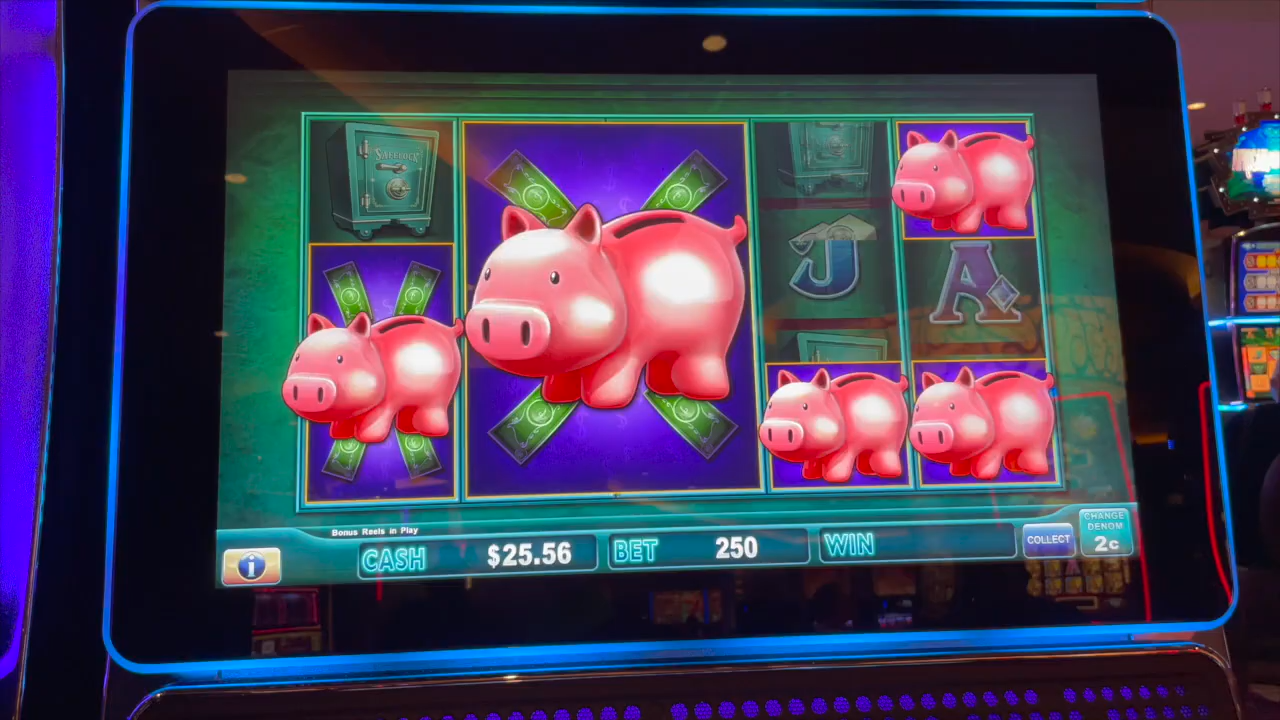 SAFELOCK
J
A
Bonus Reels in Play
CASH $25.56
BET 250
WIN
COLLECT
CHANGE
DENOM
2c
i